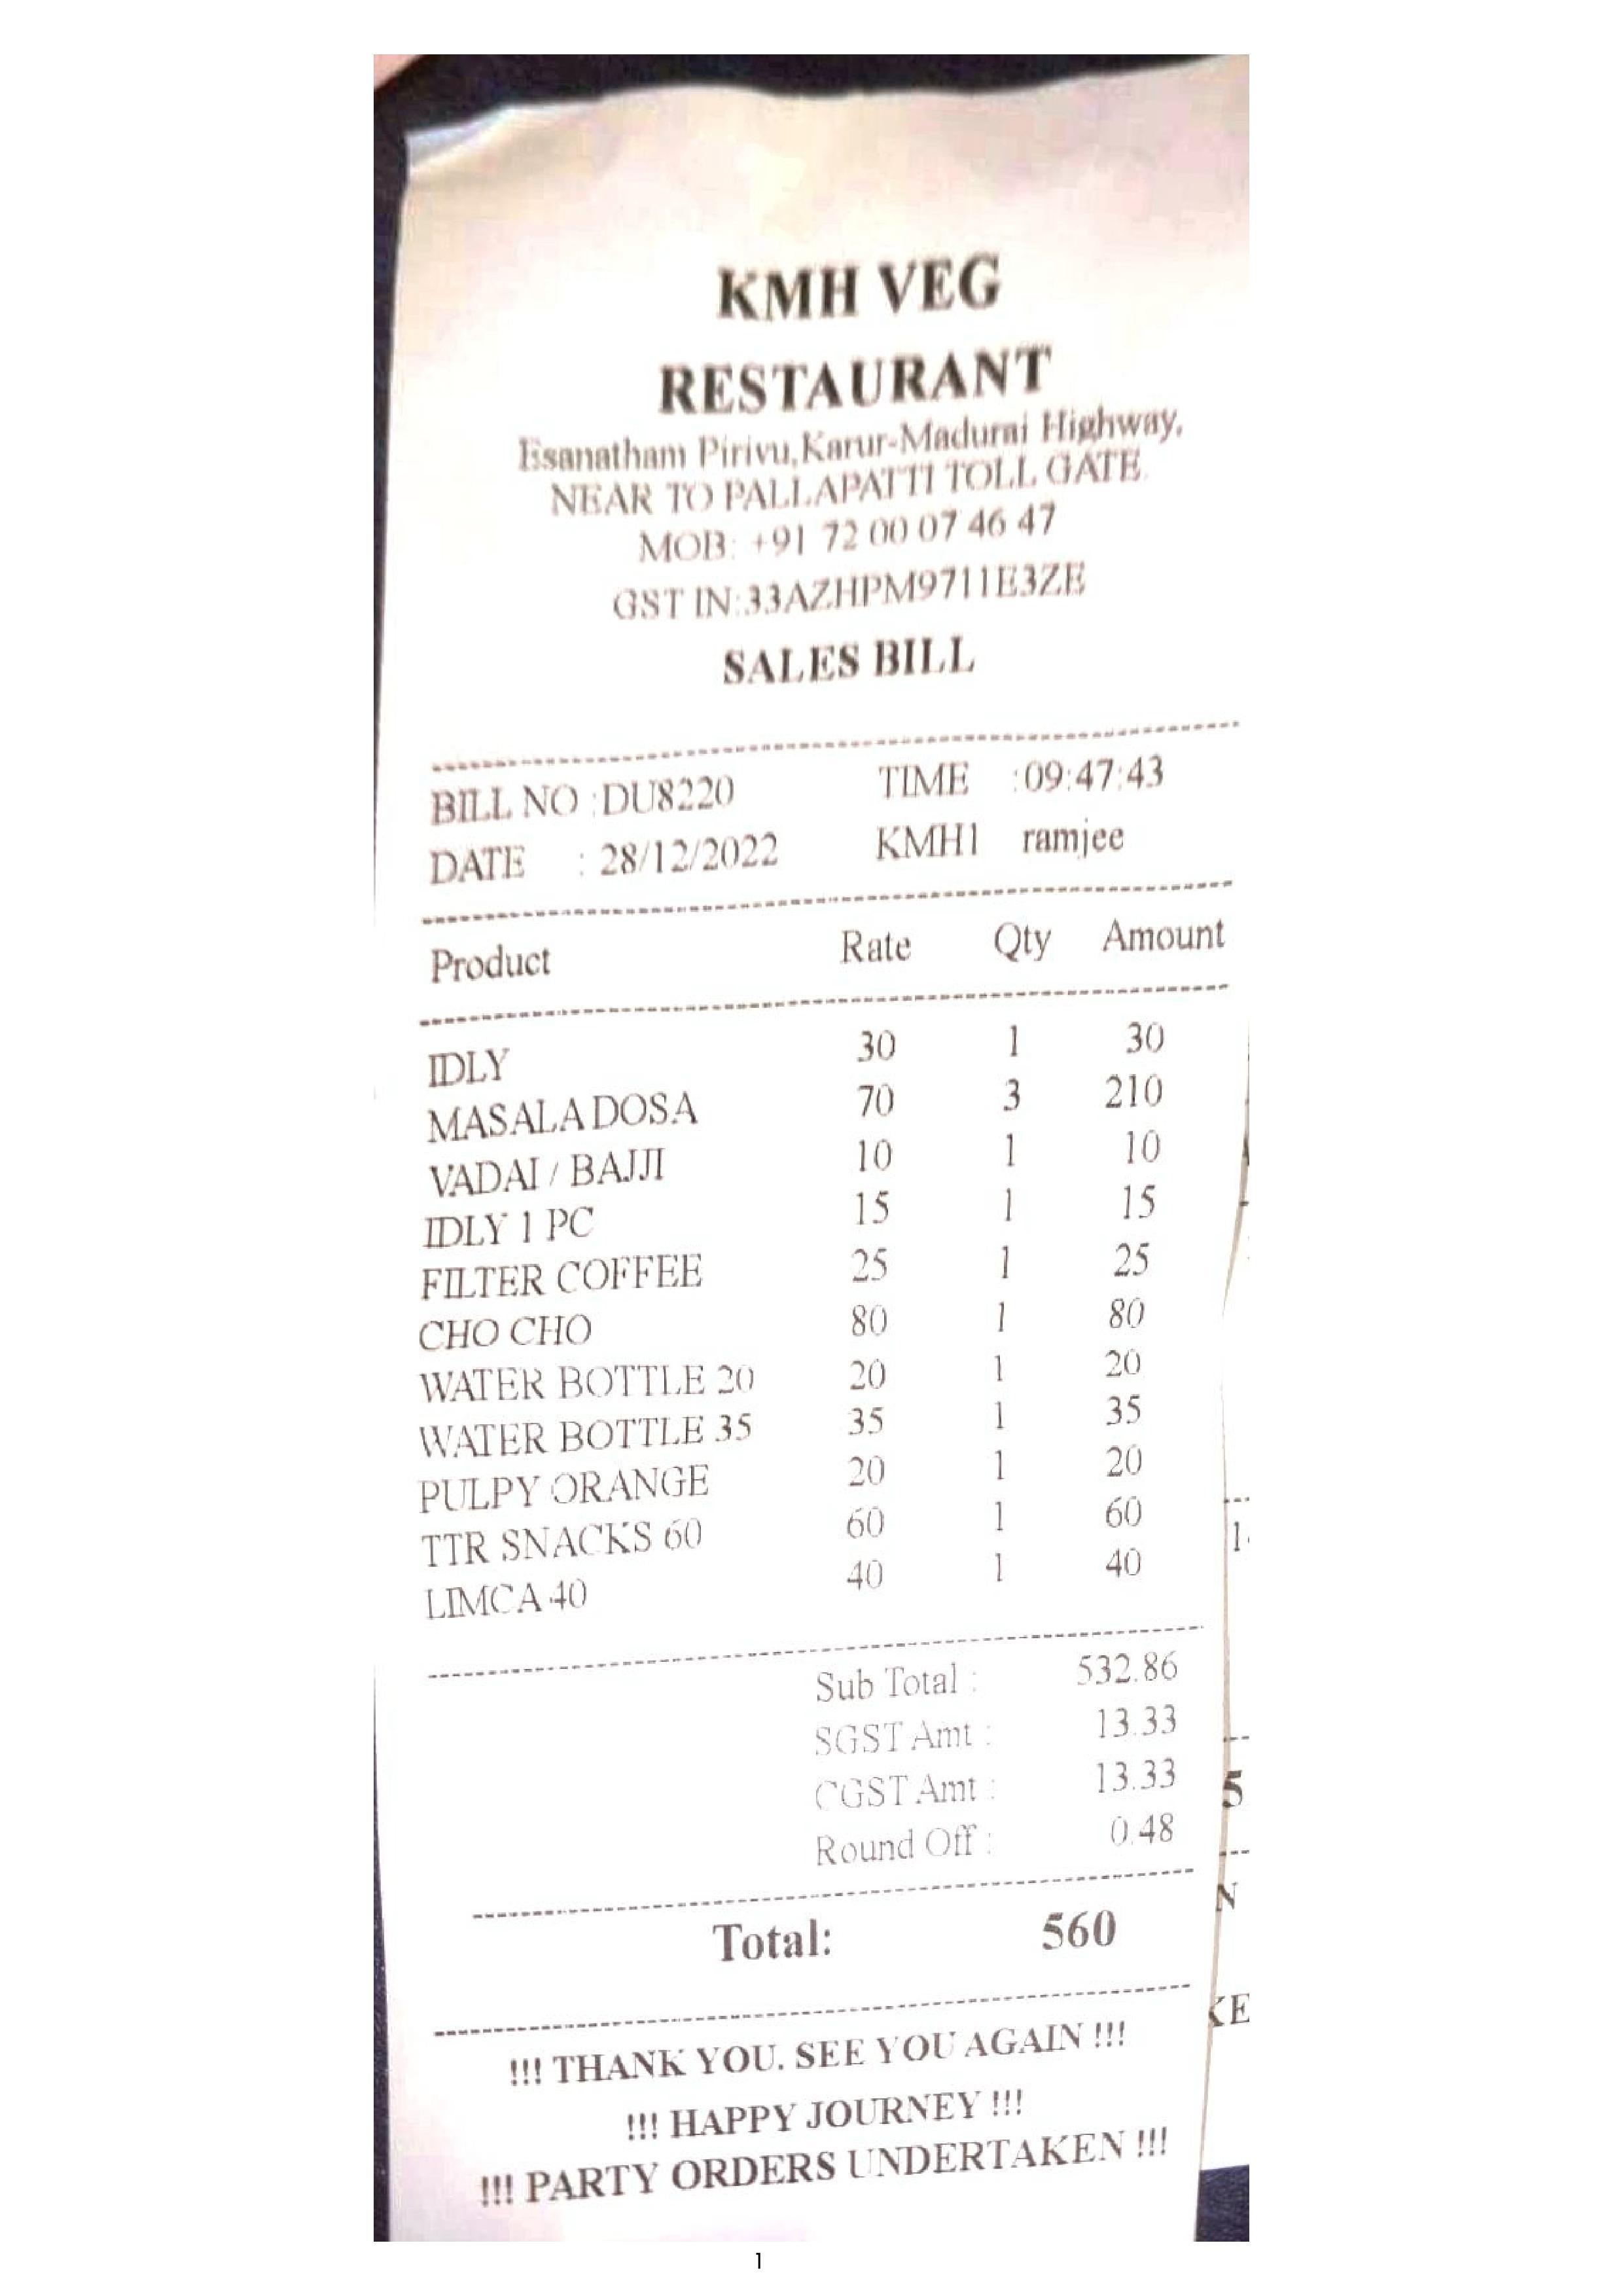 KMH VEG
RESTAURANT
Esanatham Pirivu,Karur-Madurai Highway,
NEAR TO PALLAPATTI TOLL GATE.
MOB: +91 72 00 07 46 47
GST IN:33AZHPM9711E3ZE
SALES BILL
BILL NO :DU8220 TIME :09:47:43
DATE : 28/12/2022 KMH1 ramjee
Product Rate Qty Amount
IDLY 30 1 30
MASALA DOSA 70 3 210
VADAI / BAJJI 10 1 10
IDLY 1 PC 15 1 15
FILTER COFFEE 25 1 25
CHO CHO 80 1 80
WATER BOTTLE 20 20 1 20
WATER BOTTLE 35 35 1 35
PULPY ORANGE 20 1 20
TTR SNACKS 60 60 1 60
LIMCA 40 40 1 40
Sub Total : 532.86
SGST Amt : 13.33
CGST Amt : 13.33
Round Off : 0.48
Total: 560
!!! THANK YOU. SEE YOU AGAIN !!!
!!! HAPPY JOURNEY !!!
!!! PARTY ORDERS UNDERTAKEN !!!
1